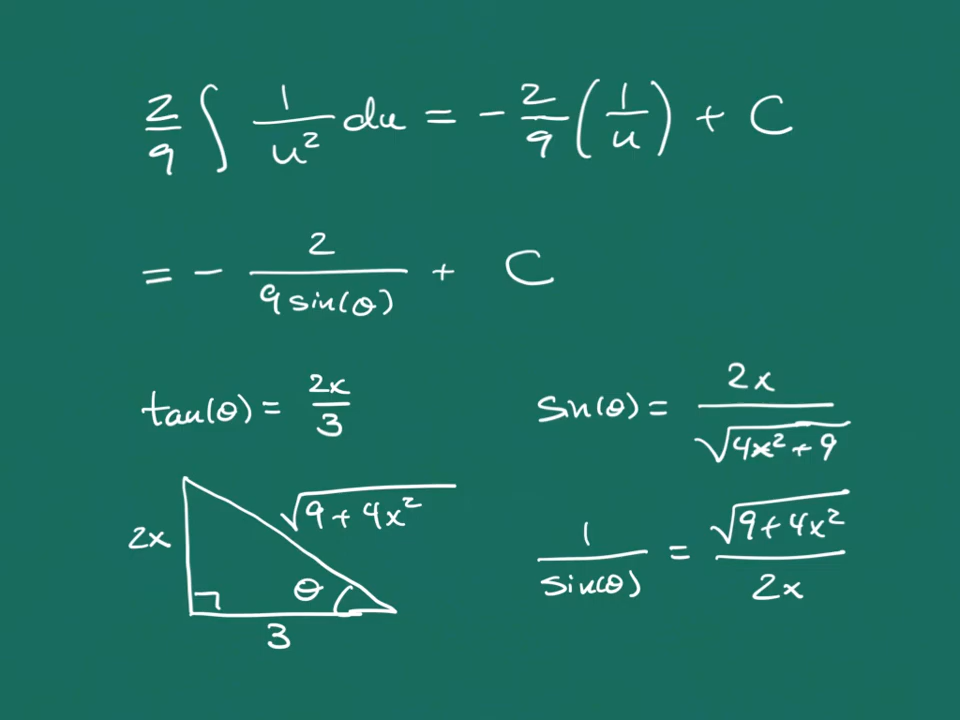 2/9 ∫ 1/u² du = - 2/9 (1/u) + C
= - 2/(9 sin(θ)) + C
tan(θ) = 2x/3
sin(θ) = 2x/√(4x²+9)
2x
√(9+4x²)
θ
3
1/sin(θ) = √(9+4x²)/2x